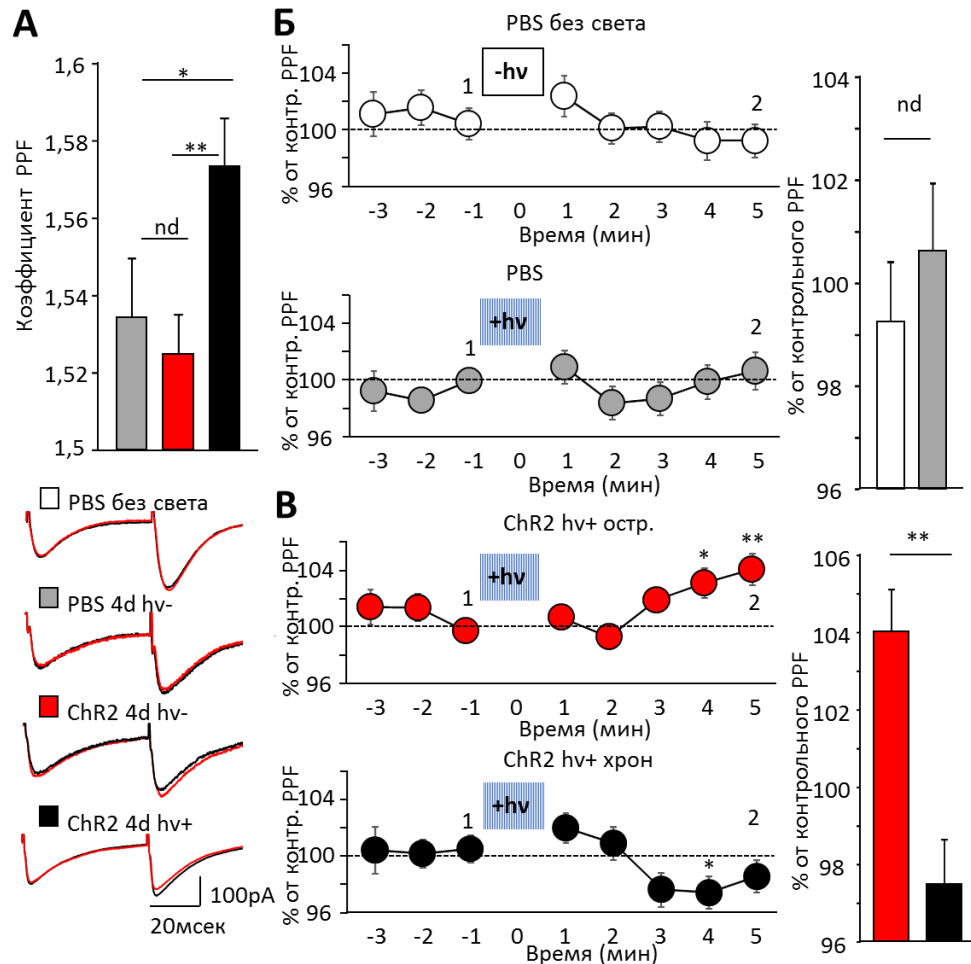 А
Коэффициент PPF
1,6
1,58
1,56
1,54
1,52
1,5
*
**
nd
PBS без света
PBS 4d hv-
ChR2 4d hv-
ChR2 4d hv+
100pA
20мсек
Б
PBS без света
% от контр. PPF
104
100
96
1
-hν
2
-3 -2 -1 0 1 2 3 4 5
Время (мин)
PBS
% от контр. PPF
104
100
96
1
+hν
2
-3 -2 -1 0 1 2 3 4 5
Время (мин)
% от контрольного PPF
104
102
100
98
96
nd
В
ChR2 hv+ остр.
% от контр. PPF
104
100
96
1
+hν
*
**
2
-3 -2 -1 0 1 2 3 4 5
Время (мин)
ChR2 hv+ хрон
% от контр. PPF
104
100
96
1
+hν
*
2
-3 -2 -1 0 1 2 3 4 5
Время (мин)
% от контрольного PPF
106
104
102
100
98
96
**